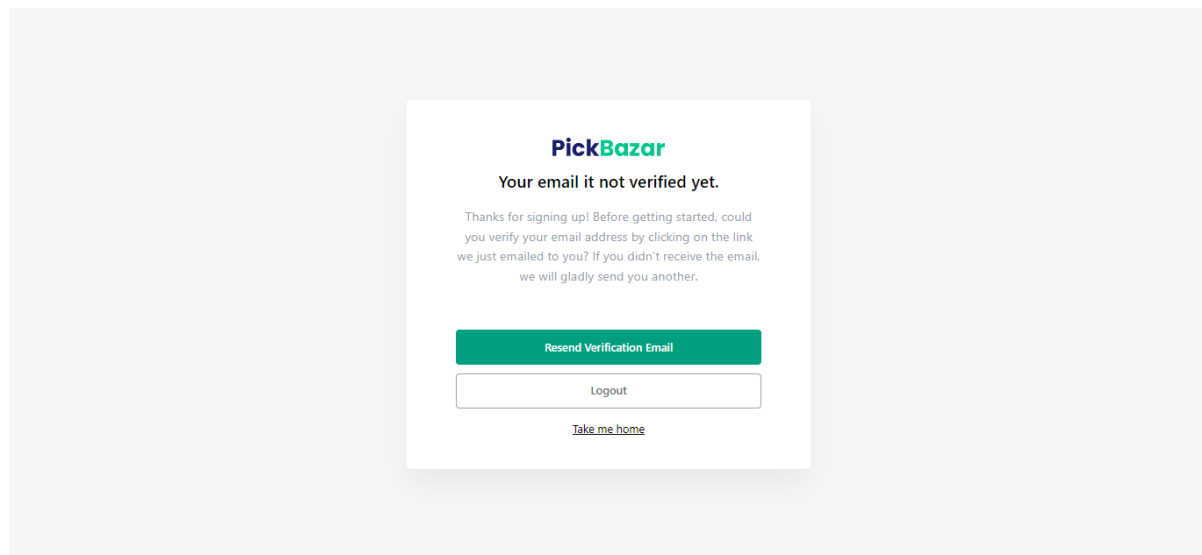 PickBazar
Your email it not verified yet.
Thanks for signing up! Before getting started, could
you verify your email address by clicking on the link
we just emailed to you? If you didn't receive the email,
we will gladly send you another.
Resend Verification Email
Logout
Take me home